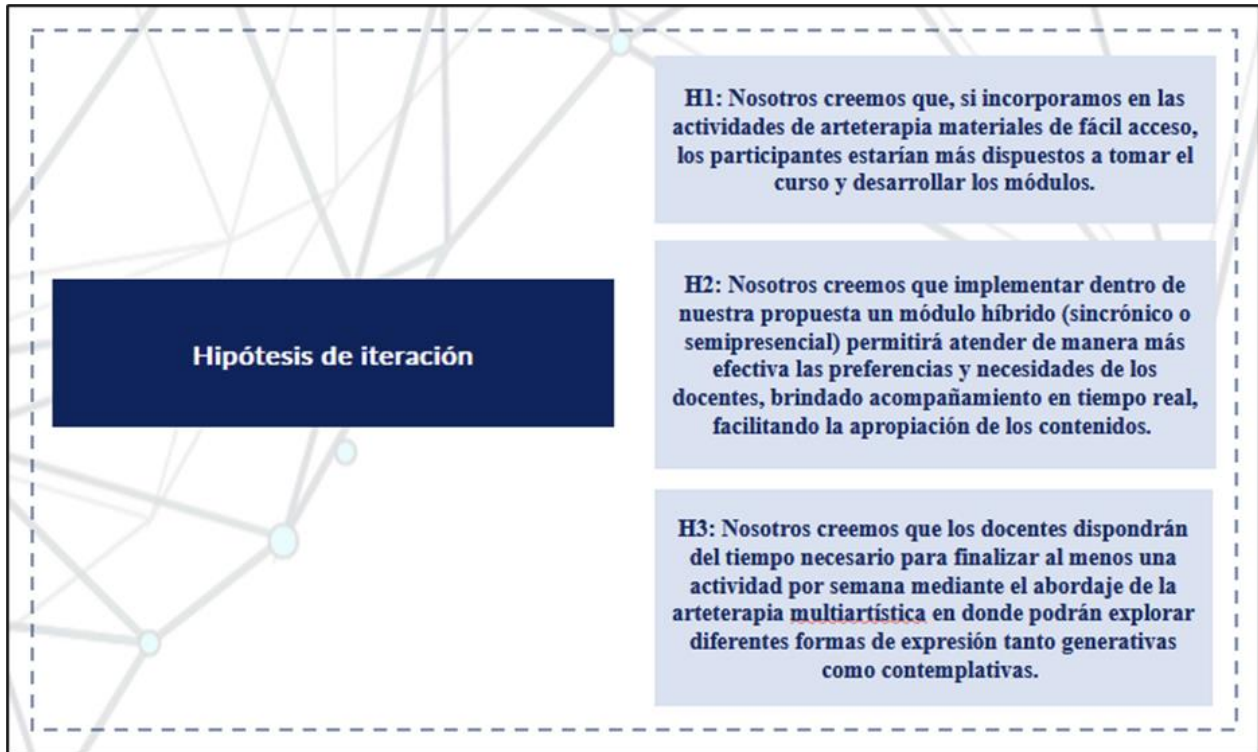 Hipótesis de iteración
H1: Nosotros creemos que, si incorporamos en las
actividades de arteterapia materiales de fácil acceso,
los participantes estarían más dispuestos a tomar el
curso y desarrollar los módulos.
H2: Nosotros creemos que implementar dentro de
nuestra propuesta un módulo híbrido (sincrónico o
semipresencial) permitirá atender de manera más
efectiva las preferencias y necesidades de los
docentes, brindado acompañamiento en tiempo real,
facilitando la apropiación de los contenidos.
H3: Nosotros creemos que los docentes dispondrán
del tiempo necesario para finalizar al menos una
actividad por semana mediante el abordaje de la
arteterapia multiartística en donde podrán explorar
diferentes formas de expresión tanto generativas
como contemplativas.